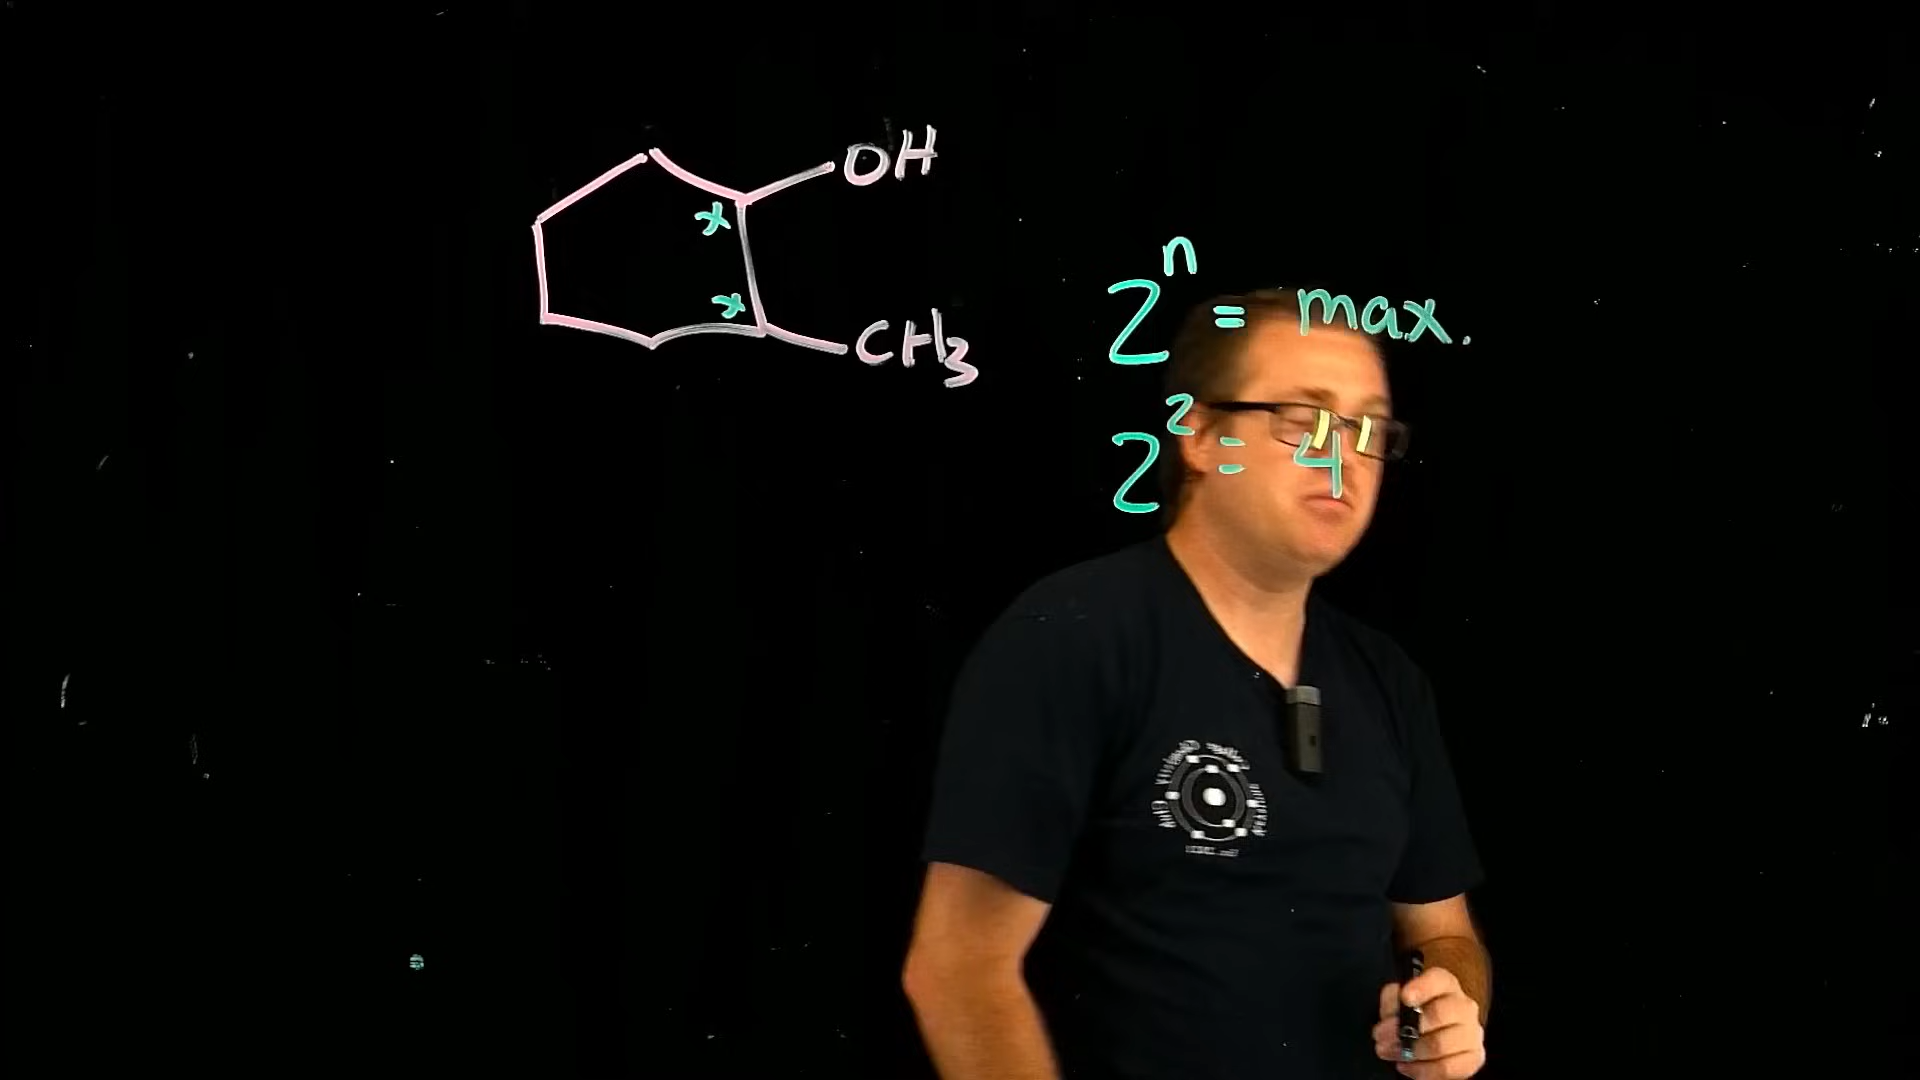 OH
x
x
CH3
2^n = max.
2^2 = 4